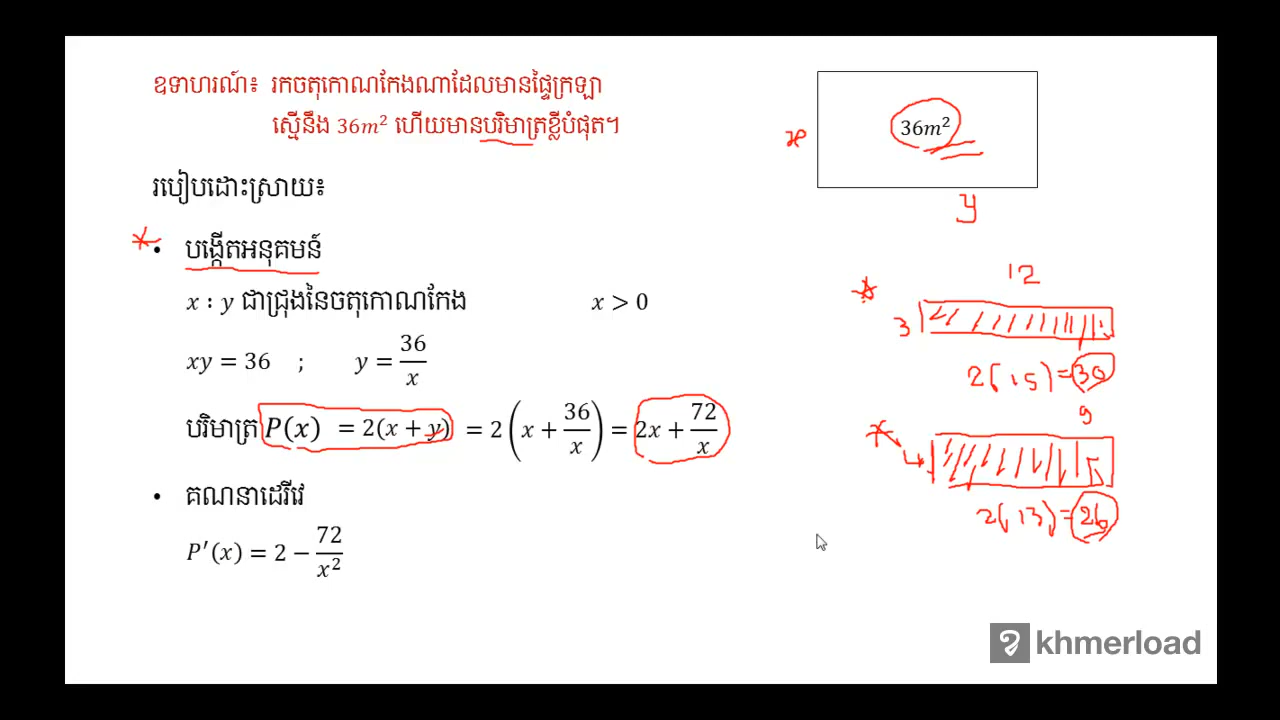 ឧទាហរណ៍៖ រកចតុកោណកែងណាដែលមានផ្ទៃក្រឡា
ស្មើនឹង 36m² ហើយមានបរិមាត្រខ្លីបំផុត។
36m²
x
y
របៀបដោះស្រាយ៖
• បង្កើតអនុគមន៍
x : y ជាជ្រុងនៃចតុកោណកែង x > 0
xy = 36 ; y = 36/x
បរិមាត្រ P(x) = 2(x + y) = 2(x + 36/x) = 2x + 72/x
• គណនាដេរីវេ
P′(x) = 2 − 72/x²
12
3
2(15) = 30
9
4
2(13) = 26
khmerload